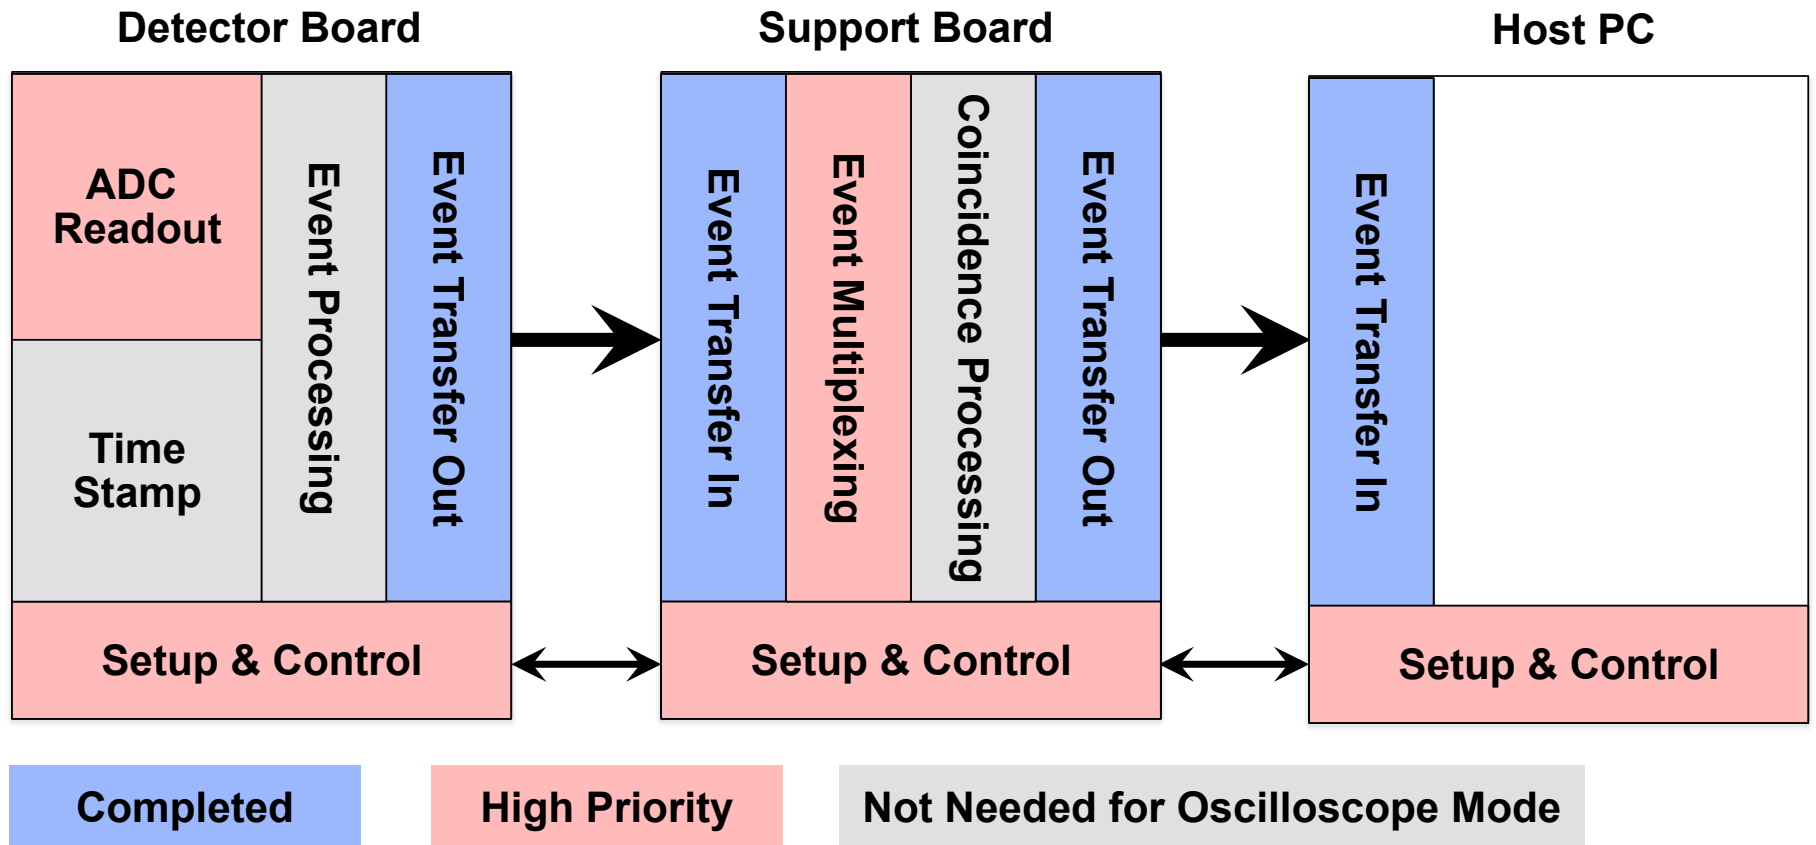 Detector Board
Support Board
Host PC
ADC
Readout
Time
Stamp
Event Processing
Event Transfer Out
Setup & Control
Event Transfer In
Event Multiplexing
Coincidence Processing
Event Transfer Out
Setup & Control
Event Transfer In
Setup & Control
Completed
High Priority
Not Needed for Oscilloscope Mode